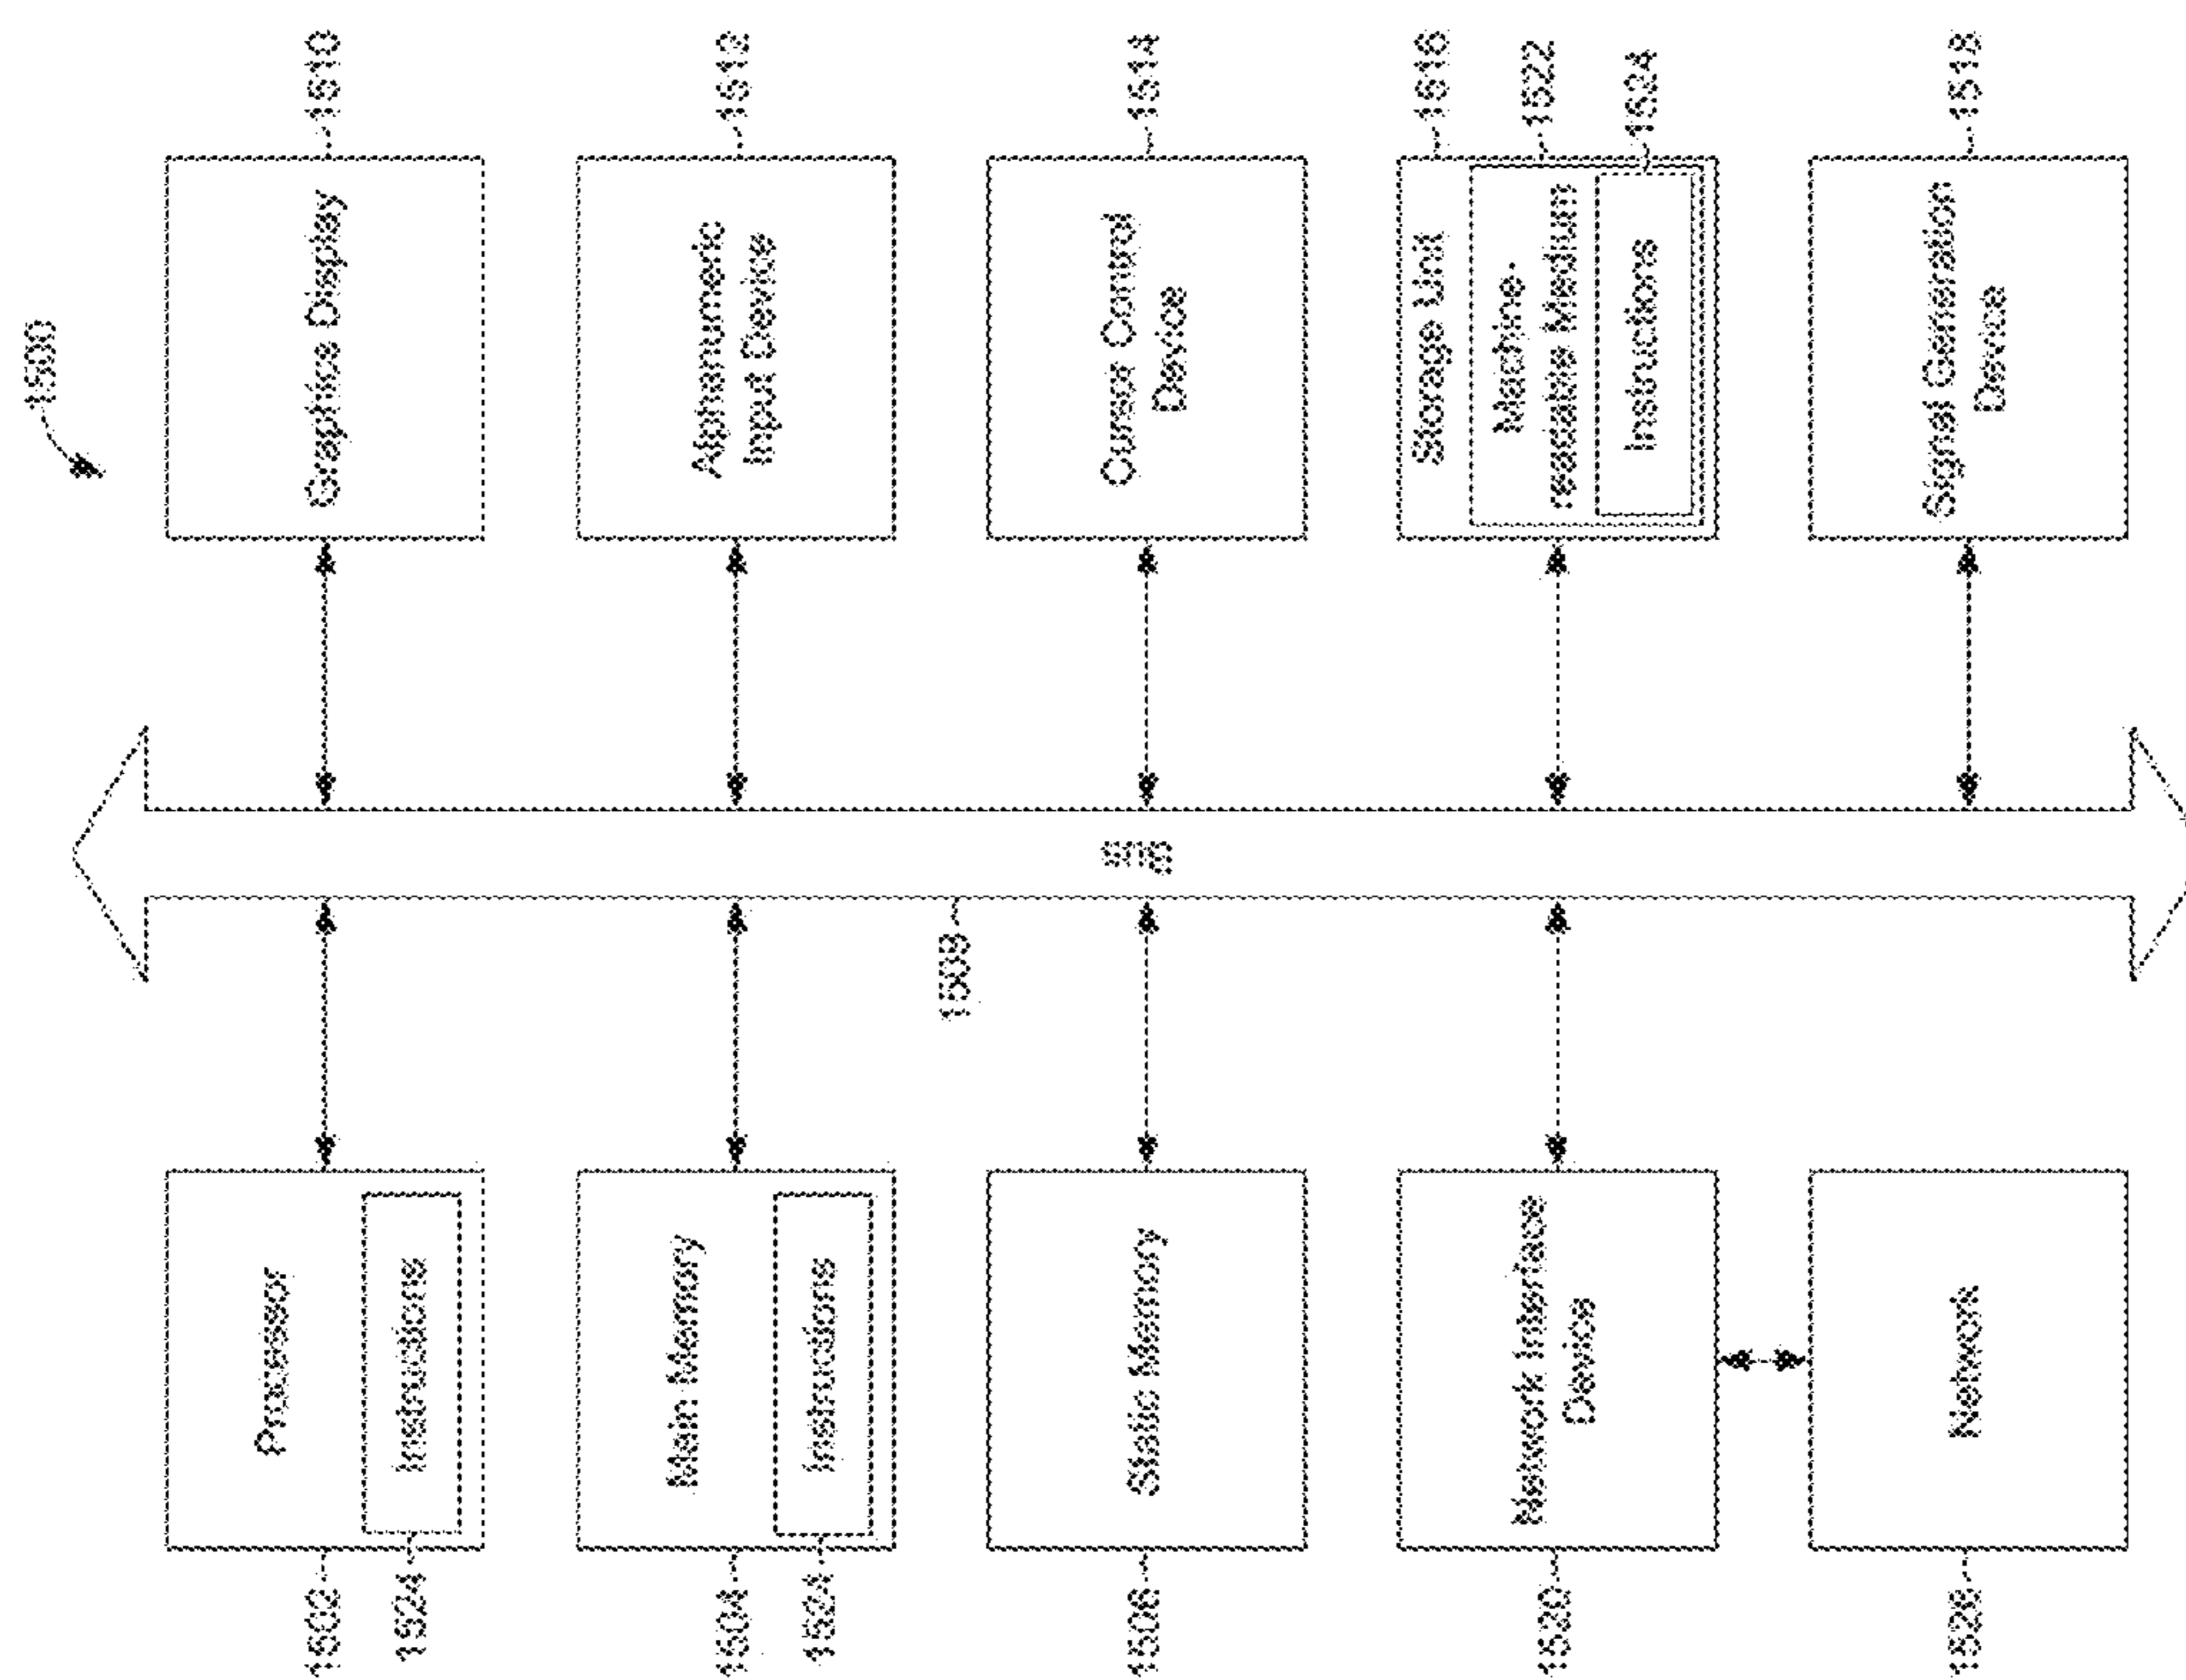 1500
Processor
Instructions
1502
1524
Main Memory
Instructions
1504
1524
Static Memory
1506
Network Interface
Devices
1520
Network
1526
Bus
Graphics Display
1510
Alphanumeric
Input Device
1512
Cursor Control
Device
1514
Storage Unit
1516
Machine-
readable Medium
1522
Instructions
1524
Signal Generation
Device
1518